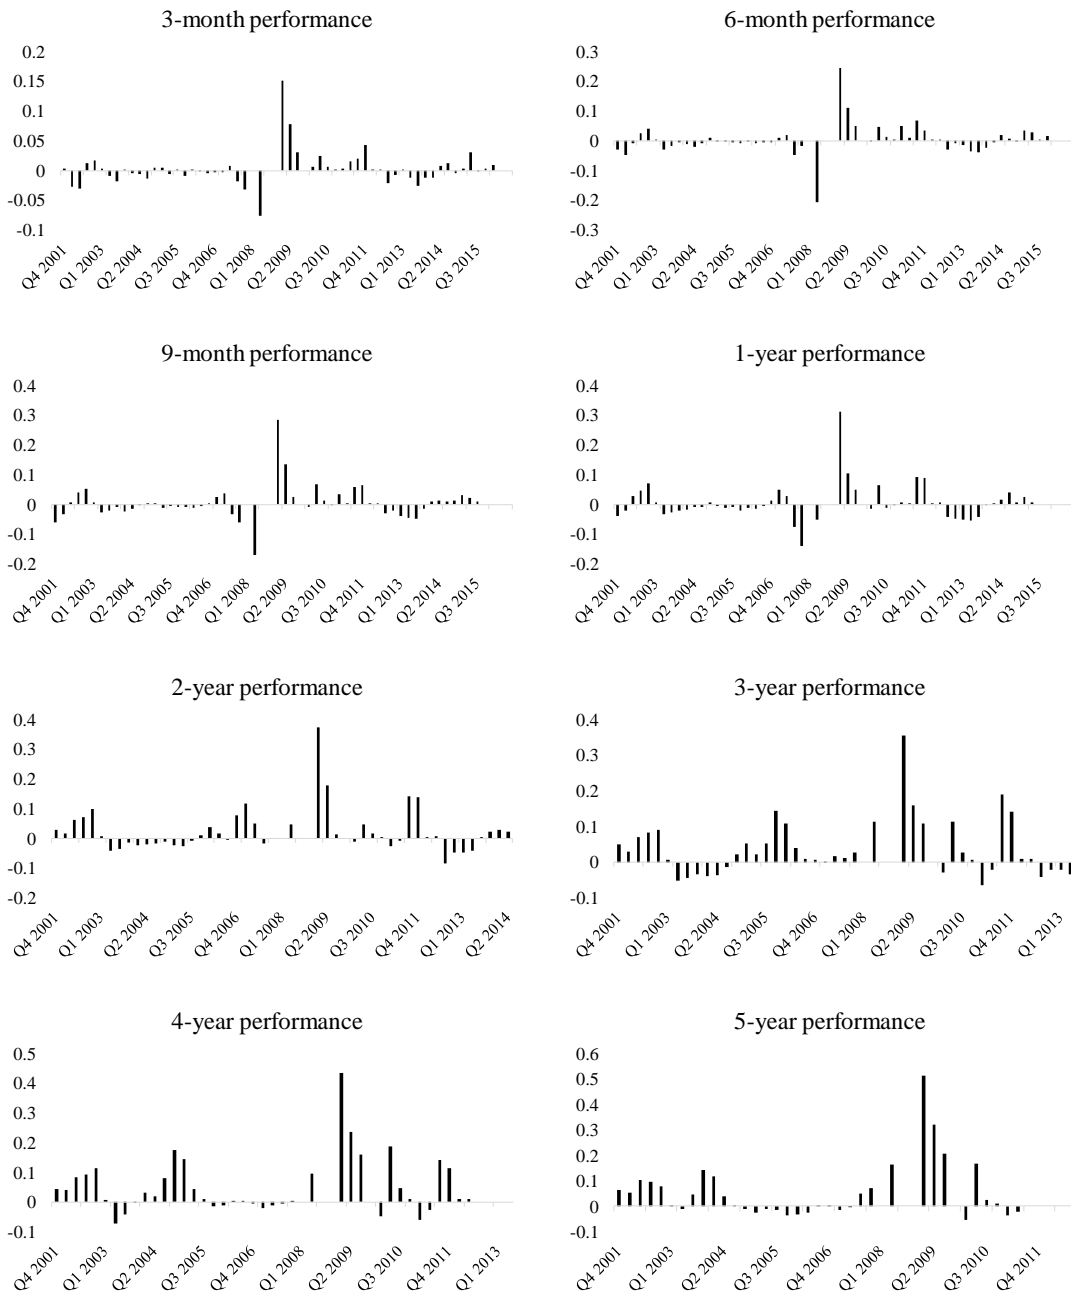 3-month performance
0.2
0.15
0.1
0.05
0
-0.05
-0.1
Q4 2001
Q1 2003
Q2 2004
Q3 2005
Q4 2006
Q1 2008
Q2 2009
Q3 2010
Q4 2011
Q1 2013
Q2 2014
Q3 2015
6-month performance
0.3
0.2
0.1
0
-0.1
-0.2
-0.3
Q4 2001
Q1 2003
Q2 2004
Q3 2005
Q4 2006
Q1 2008
Q2 2009
Q3 2010
Q4 2011
Q1 2013
Q2 2014
Q3 2015
9-month performance
0.4
0.3
0.2
0.1
0
-0.1
-0.2
Q4 2001
Q1 2003
Q2 2004
Q3 2005
Q4 2006
Q1 2008
Q2 2009
Q3 2010
Q4 2011
Q1 2013
Q2 2014
Q3 2015
1-year performance
0.4
0.3
0.2
0.1
0
-0.1
-0.2
Q4 2001
Q1 2003
Q2 2004
Q3 2005
Q4 2006
Q1 2008
Q2 2009
Q3 2010
Q4 2011
Q1 2013
Q2 2014
Q3 2015
2-year performance
0.4
0.3
0.2
0.1
0
-0.1
-0.2
Q4 2001
Q1 2003
Q2 2004
Q3 2005
Q4 2006
Q1 2008
Q2 2009
Q3 2010
Q4 2011
Q1 2013
Q2 2014
3-year performance
0.4
0.3
0.2
0.1
0
-0.1
Q4 2001
Q1 2003
Q2 2004
Q3 2005
Q4 2006
Q1 2008
Q2 2009
Q3 2010
Q4 2011
Q1 2013
4-year performance
0.5
0.4
0.3
0.2
0.1
0
-0.1
Q4 2001
Q1 2003
Q2 2004
Q3 2005
Q4 2006
Q1 2008
Q2 2009
Q3 2010
Q4 2011
Q1 2013
5-year performance
0.6
0.5
0.4
0.3
0.2
0.1
0
-0.1
Q4 2001
Q1 2003
Q2 2004
Q3 2005
Q4 2006
Q1 2008
Q2 2009
Q3 2010
Q4 2011